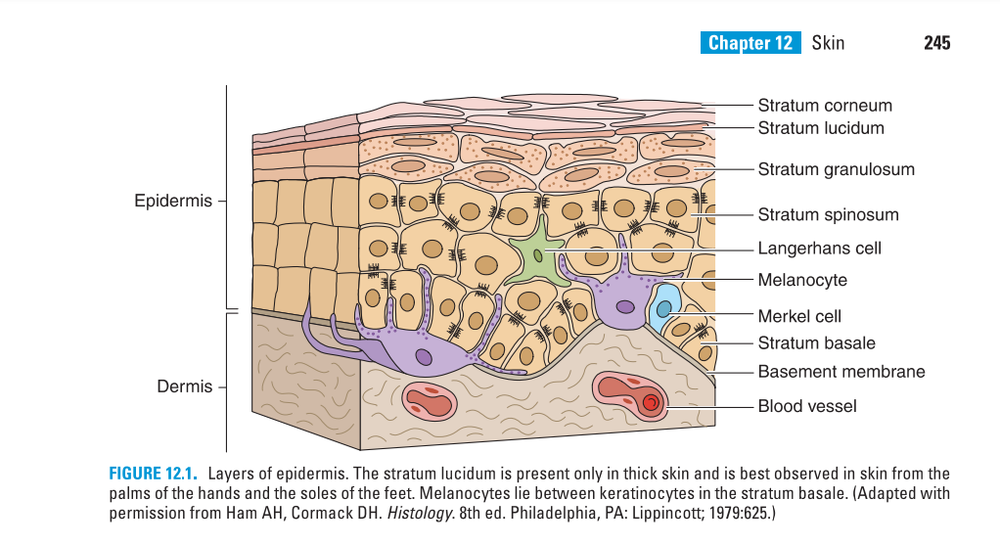 Chapter 12 Skin 245
Stratum corneum
Stratum lucidum
Stratum granulosum
Epidermis
Stratum spinosum
Langerhans cell
Melanocyte
Merkel cell
Stratum basale
Basement membrane
Dermis
Blood vessel
FIGURE 12.1. Layers of epidermis. The stratum lucidum is present only in thick skin and is best observed in skin from the
palms of the hands and the soles of the feet. Melanocytes lie between keratinocytes in the stratum basale. (Adapted with
permission from Ham AH, Cormack DH. Histology. 8th ed. Philadelphia, PA: Lippincott; 1979:625.)